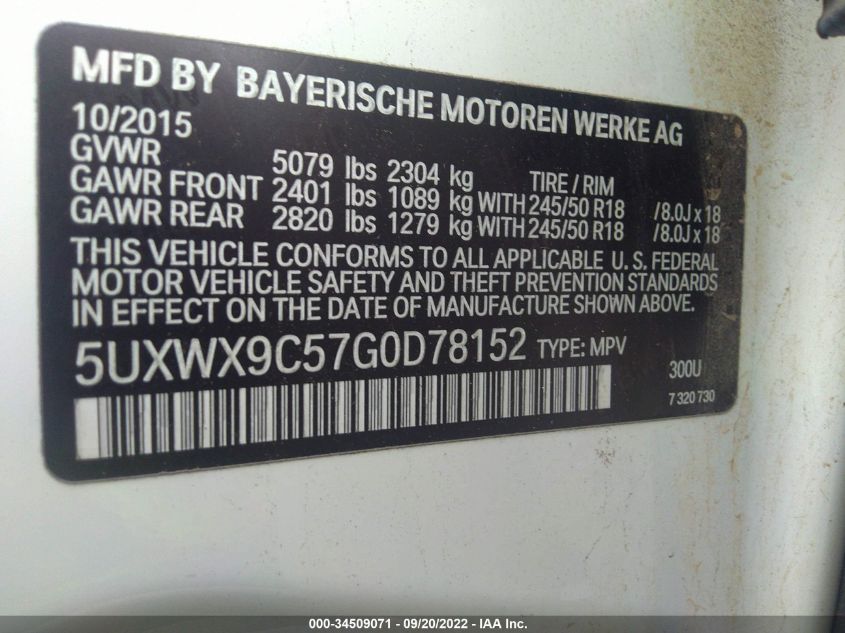 MFD BY BAYERISCHE MOTOREN WERKE AG
10/2015
GVWR 5079 lbs 2304 kg TIRE / RIM
GAWR FRONT 2401 lbs 1089 kg WITH 245/50 R18 /8.0J x 18
GAWR REAR 2820 lbs 1279 kg WITH 245/50 R18 /8.0J x 18
THIS VEHICLE CONFORMS TO ALL APPLICABLE U. S. FEDERAL
MOTOR VEHICLE SAFETY AND THEFT PREVENTION STANDARDS
IN EFFECT ON THE DATE OF MANUFACTURE SHOWN ABOVE.
5UXWX9C57G0D78152 TYPE: MPV 300U
7 320 730
000-34509071 - 09/20/2022 - IAA Inc.